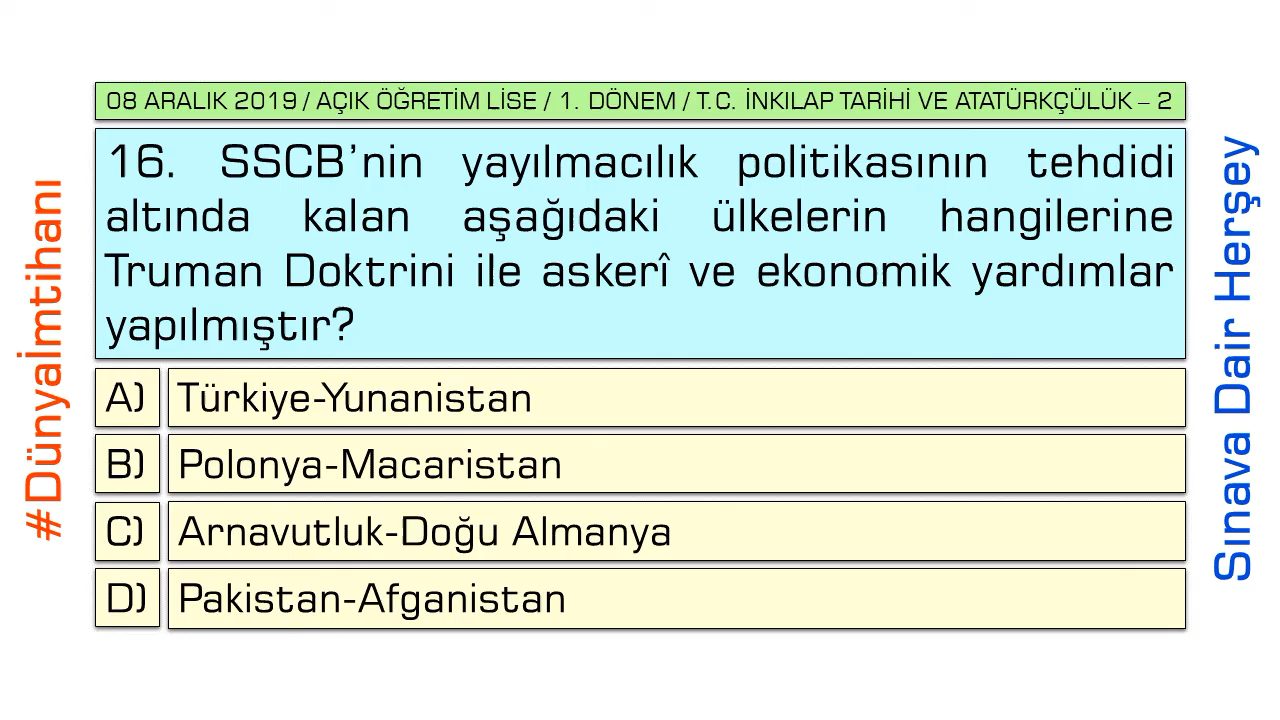 08 ARALIK 2019 / AÇIK ÖĞRETİM LİSE / 1. DÖNEM / T.C. İNKILAP TARİHİ VE ATATÜRKÇÜLÜK – 2
16. SSCB’nin yayılmacılık politikasının tehdidi
altında kalan aşağıdaki ülkelerin hangilerine
Truman Doktrini ile askerî ve ekonomik yardımlar
yapılmıştır?
A) Türkiye-Yunanistan
B) Polonya-Macaristan
C) Arnavutluk-Doğu Almanya
D) Pakistan-Afganistan
#Dünyaİmtihanı
Sınava Dair Herşey